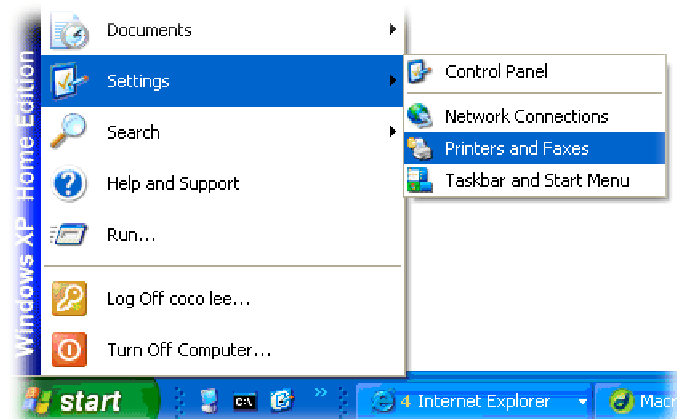 Windows XP Home Edition
Documents
Settings
Search
Help and Support
Run...
Log Off coco lee...
Turn Off Computer...
Control Panel
Network Connections
Printers and Faxes
Taskbar and Start Menu
start
C:\
4 Internet Explorer
Macr